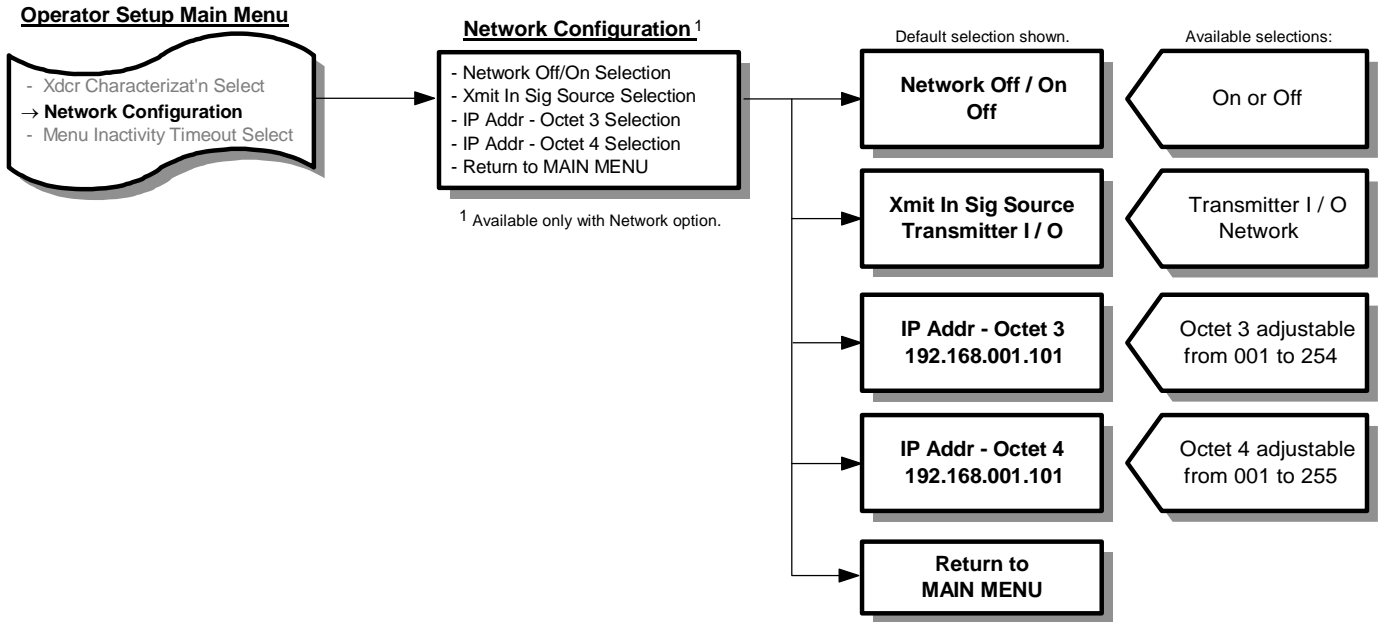 Operator Setup Main Menu
- Xdcr Characterizat'n Select
→ Network Configuration
- Menu Inactivity Timeout Select
Network Configuration 1
- Network Off/On Selection
- Xmit In Sig Source Selection
- IP Addr - Octet 3 Selection
- IP Addr - Octet 4 Selection
- Return to MAIN MENU
1 Available only with Network option.
Default selection shown.
Available selections:
Network Off / On
Off
On or Off
Xmit In Sig Source
Transmitter I / O
Transmitter I / O
Network
IP Addr - Octet 3
192.168.001.101
Octet 3 adjustable
from 001 to 254
IP Addr - Octet 4
192.168.001.101
Octet 4 adjustable
from 001 to 255
Return to
MAIN MENU